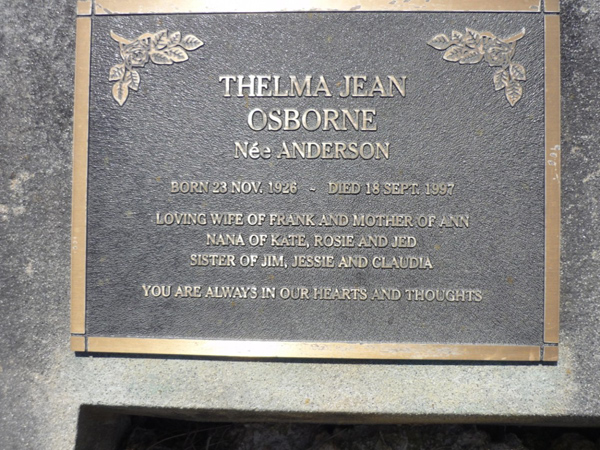 THELMA JEAN
OSBORNE
Née ANDERSON
BORN 23 NOV. 1926 - DIED 18 SEPT. 1997
LOVING WIFE OF FRANK AND MOTHER OF ANN
NANA OF KATE, ROSIE AND JED
SISTER OF JIM, JESSIE AND CLAUDIA
YOU ARE ALWAYS IN OUR HEARTS AND THOUGHTS